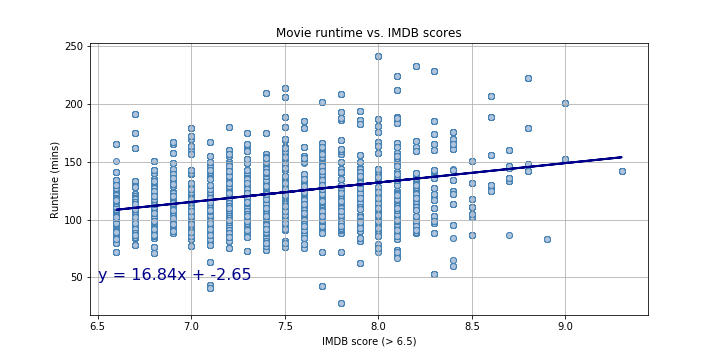 Movie runtime vs. IMDB scores
Runtime (mins)
250
200
150
100
50
y = 16.84x + -2.65
6.5 7.0 7.5 8.0 8.5 9.0
IMDB score (> 6.5)